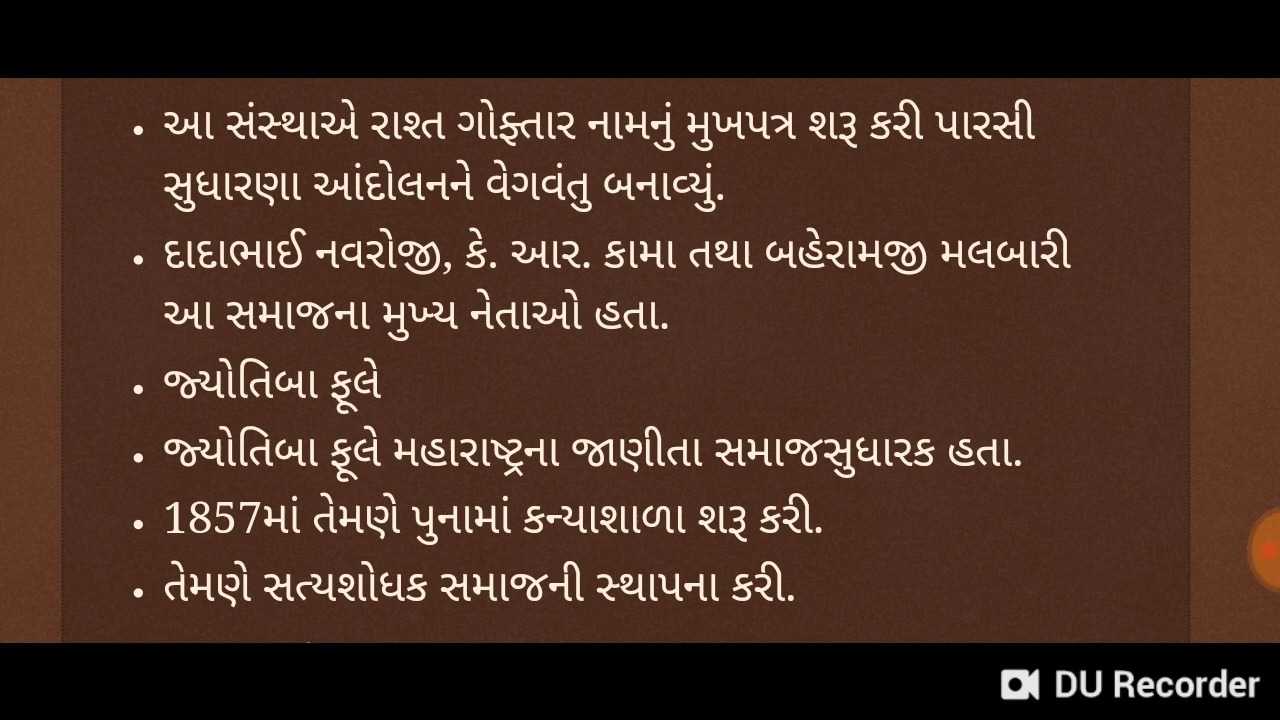 • આ સંસ્થાએ રાશ્ત ગોફ્તાર નામનું મુખપત્ર શરૂ કરી પારસી
સુધારણા આંદોલનને વેગવંતુ બનાવ્યું.
• દાદાભાઈ નવરોજી, કે. આર. કામા તથા બહેરામજી મલબારી
આ સમાજના મુખ્ય નેતાઓ હતા.
• જ્યોતિબા ફૂલે
• જ્યોતિબા ફૂલે મહારાષ્ટ્રના જાણીતા સમાજસુધારક હતા.
• 1857માં તેમણે પુનામાં કન્યાશાળા શરૂ કરી.
• તેમણે સત્યશોધક સમાજની સ્થાપના કરી.
DU Recorder